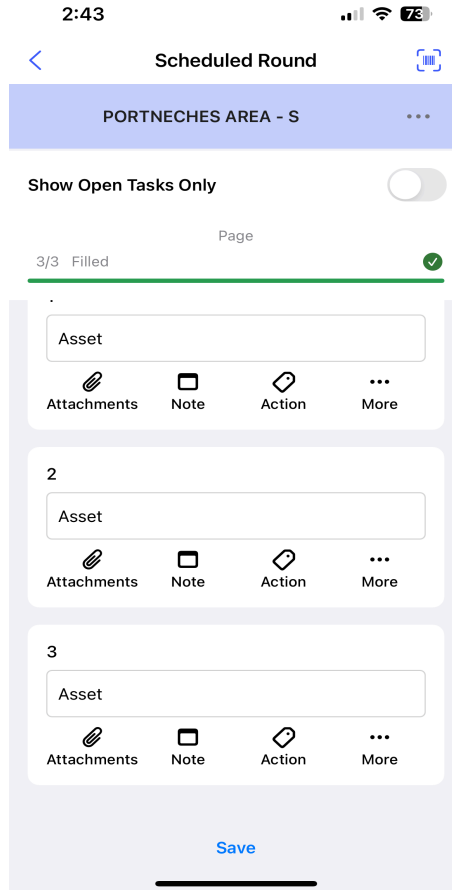 2:43
73
Scheduled Round
PORTNECHES AREA - S
Show Open Tasks Only
Page
3/3 Filled
Asset
Attachments Note Action More
2
Asset
Attachments Note Action More
3
Asset
Attachments Note Action More
Save